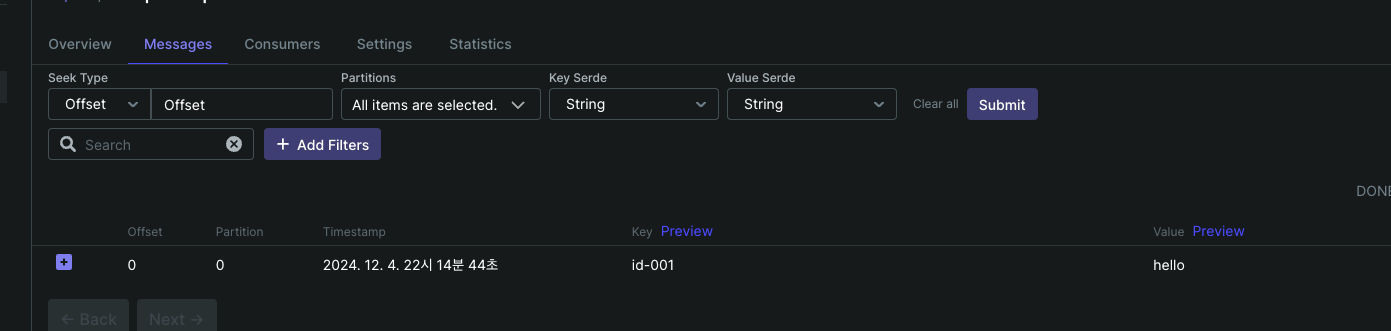 Overview Messages Consumers Settings Statistics
Seek Type Partitions Key Serde Value Serde
Offset Offset All items are selected. String String Clear all Submit
Search + Add Filters
DONE
Offset Partition Timestamp Key Preview Value Preview
0 0 2024. 12. 4. 22시 14분 44초 id-001 hello
← Back Next →